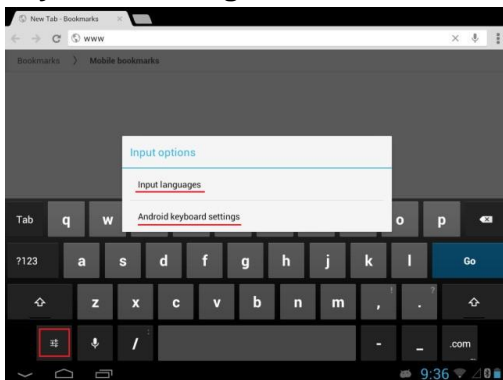 New Tab - Bookmarks
www
Bookmarks > Mobile bookmarks
Input options
Input languages
Android keyboard settings
Tab q w o p
?123 a s d f g h j k l Go
z x c v b n m , ! . ?
/ : - _ .com
9:36